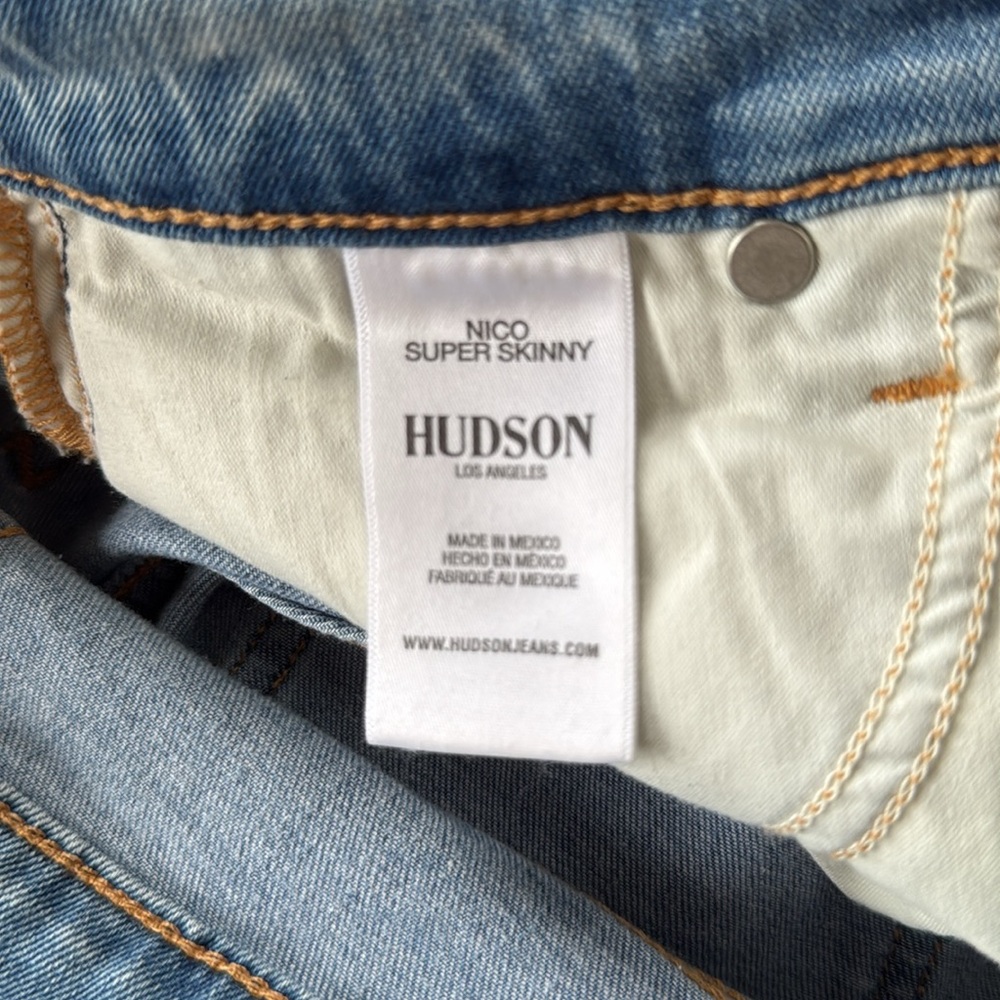 NICO
SUPER SKINNY
HUDSON
LOS ANGELES
MADE IN MEXICO
HECHO EN MÉXICO
FABRIQUÉ AU MEXIQUE
WWW.HUDSONJEANS.COM